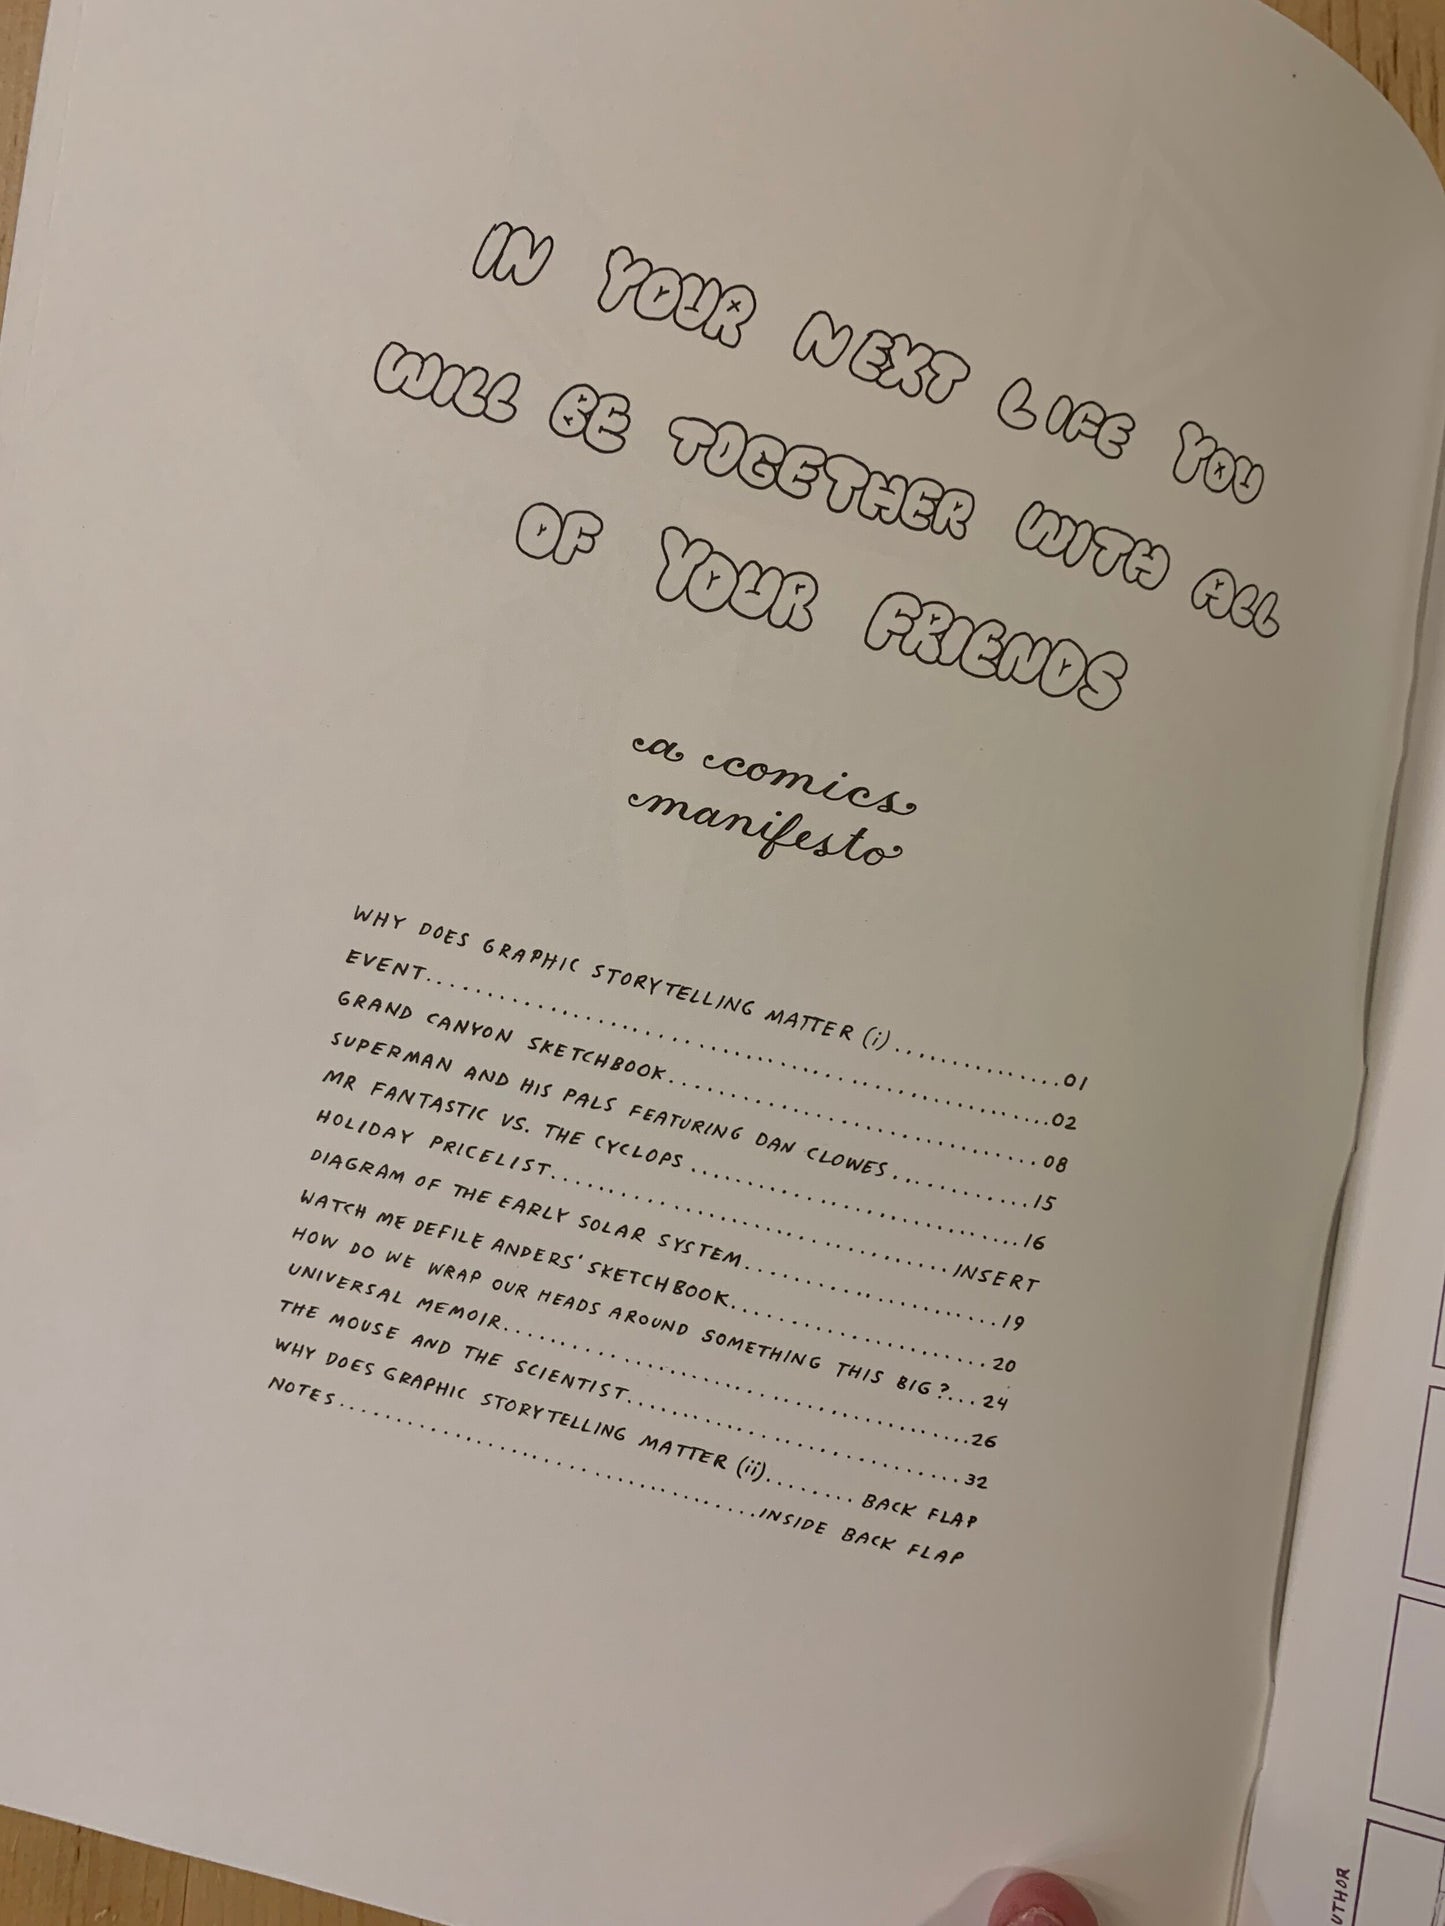 IN YOUR NEXT LIFE YOU
WILL BE TOGETHER WITH ALL
OF YOUR FRIENDS
a comics
manifesto
WHY DOES GRAPHIC STORYTELLING MATTER (i)...............01
EVENT..........................................................02
GRAND CANYON SKETCHBOOK...................................08
SUPERMAN AND HIS PALS FEATURING DAN CLOWES............15
MR FANTASTIC VS. THE CYCLOPS..............................16
HOLIDAY PRICELIST.....................................INSERT
DIAGRAM OF THE EARLY SOLAR SYSTEM.......................19
WATCH ME DEFILE ANDERS' SKETCHBOOK......................20
HOW DO WE WRAP OUR HEADS AROUND SOMETHING THIS BIG?...24
UNIVERSAL MEMOIR...........................................26
THE MOUSE AND THE SCIENTIST...............................32
WHY DOES GRAPHIC STORYTELLING MATTER (ii)........BACK FLAP
NOTES.......................................INSIDE BACK FLAP